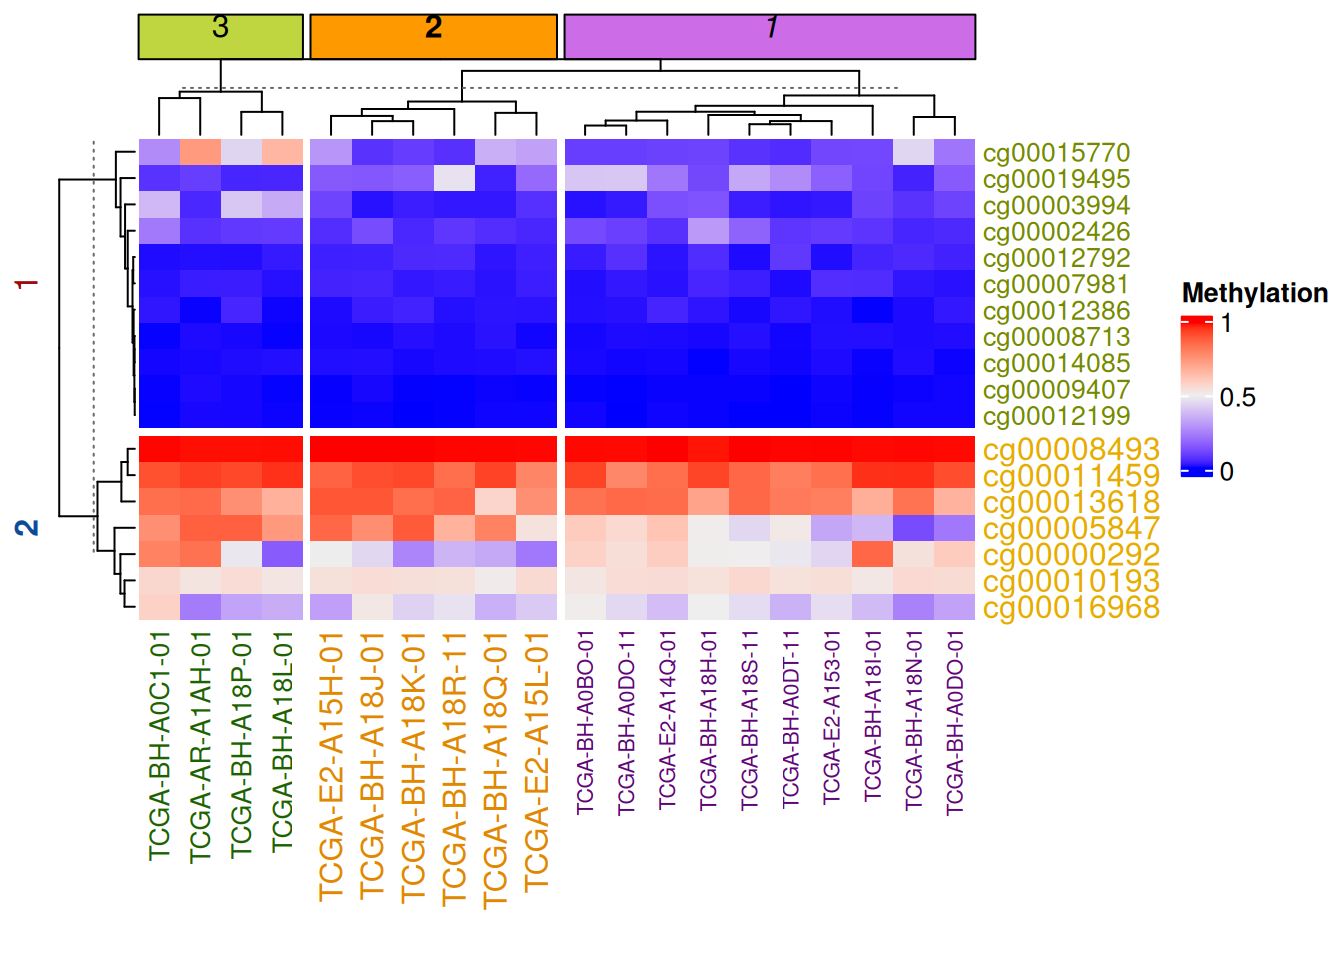 3
2
1
cg00015770
cg00019495
cg00003994
cg00002426
cg00012792
cg00007981
cg00012386
cg00008713
cg00014085
cg00009407
cg00012199
1
cg00008493
cg00011459
cg00013618
cg00005847
cg00000292
cg00010193
cg00016968
2
TCGA-BH-A0C1-01
TCGA-AR-A1AH-01
TCGA-BH-A18P-01
TCGA-BH-A18L-01
TCGA-E2-A15H-01
TCGA-BH-A18J-01
TCGA-BH-A18K-01
TCGA-BH-A18R-11
TCGA-BH-A18Q-01
TCGA-E2-A15L-01
TCGA-BH-A0BO-01
TCGA-BH-A0DO-11
TCGA-E2-A14Q-01
TCGA-BH-A18H-01
TCGA-BH-A18S-11
TCGA-BH-A0DT-11
TCGA-E2-A153-01
TCGA-BH-A18I-01
TCGA-BH-A18N-01
TCGA-BH-A0DO-01
Methylation
1
0.5
0